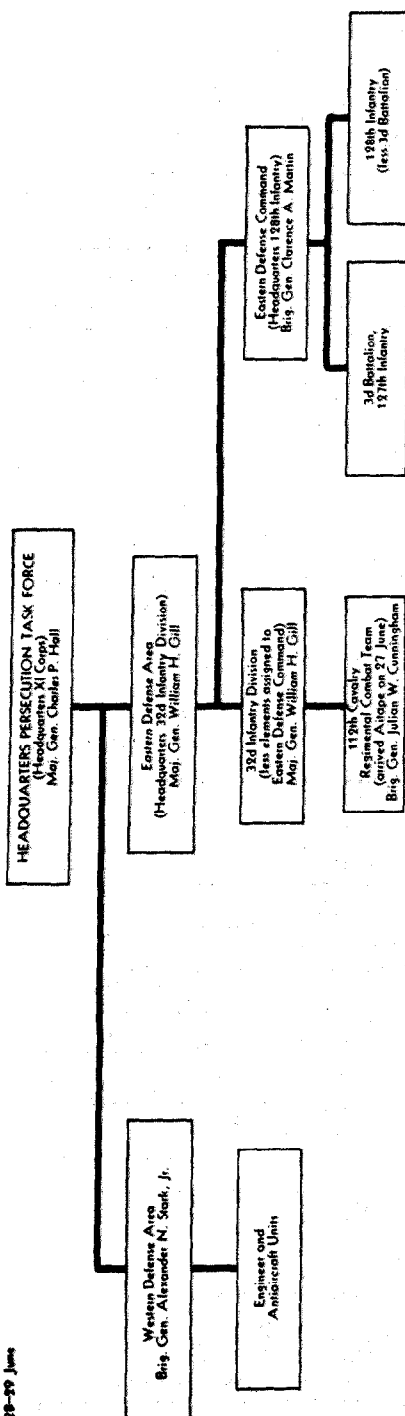 28–29 June
HEADQUARTERS PERSECUTION TASK FORCE
(Headquarters XI Corps)
Maj. Gen. Charles P. Hall
Western Defense Area
Brig. Gen. Alexander N. Stark, Jr.
Eastern Defense Area
(Headquarters 32d Infantry Division)
Maj. Gen. William H. Gill
Engineer and
Antiaircraft Units
32d Infantry Division
(less elements assigned to
Eastern Defense Command)
Maj. Gen. William H. Gill
Eastern Defense Command
(Headquarters 128th Infantry)
Brig. Gen. Clarence A. Martin
112th Cavalry
Regimental Combat Team
(arrived Aitape on 27 June)
Brig. Gen. Julian W. Cunningham
3d Battalion,
127th Infantry
128th Infantry
(less 3d Battalion)